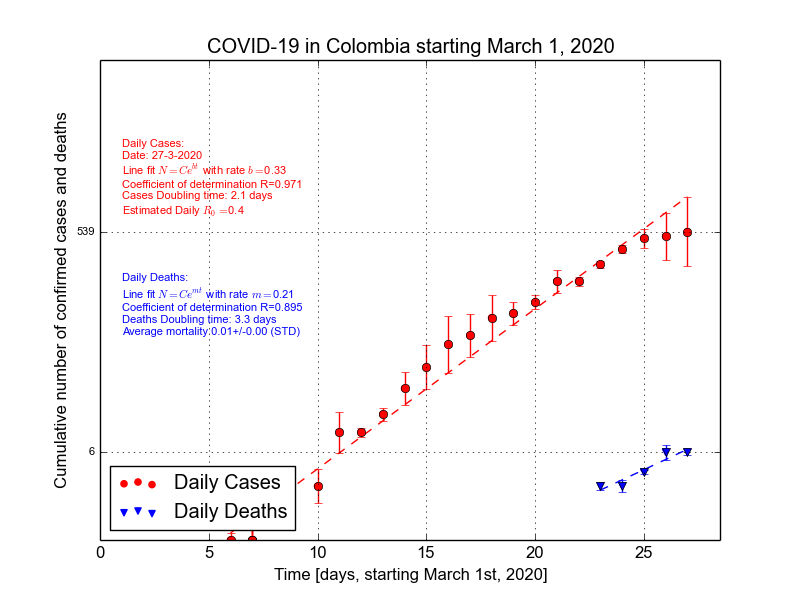 COVID-19 in Colombia starting March 1, 2020
Cumulative number of confirmed cases and deaths
539
6
Daily Cases:
Date: 27-3-2020
Line fit N = Ce^{bt} with rate b =0.33
Coefficient of determination R=0.971
Cases Doubling time: 2.1 days
Estimated Daily R_0 =0.4
Daily Deaths:
Line fit N = Ce^{mt} with rate m =0.21
Coefficient of determination R=0.895
Deaths Doubling time: 3.3 days
Average mortality:0.01+/-0.00 (STD)
Daily Cases
Daily Deaths
0 5 10 15 20 25
Time [days, starting March 1st, 2020]